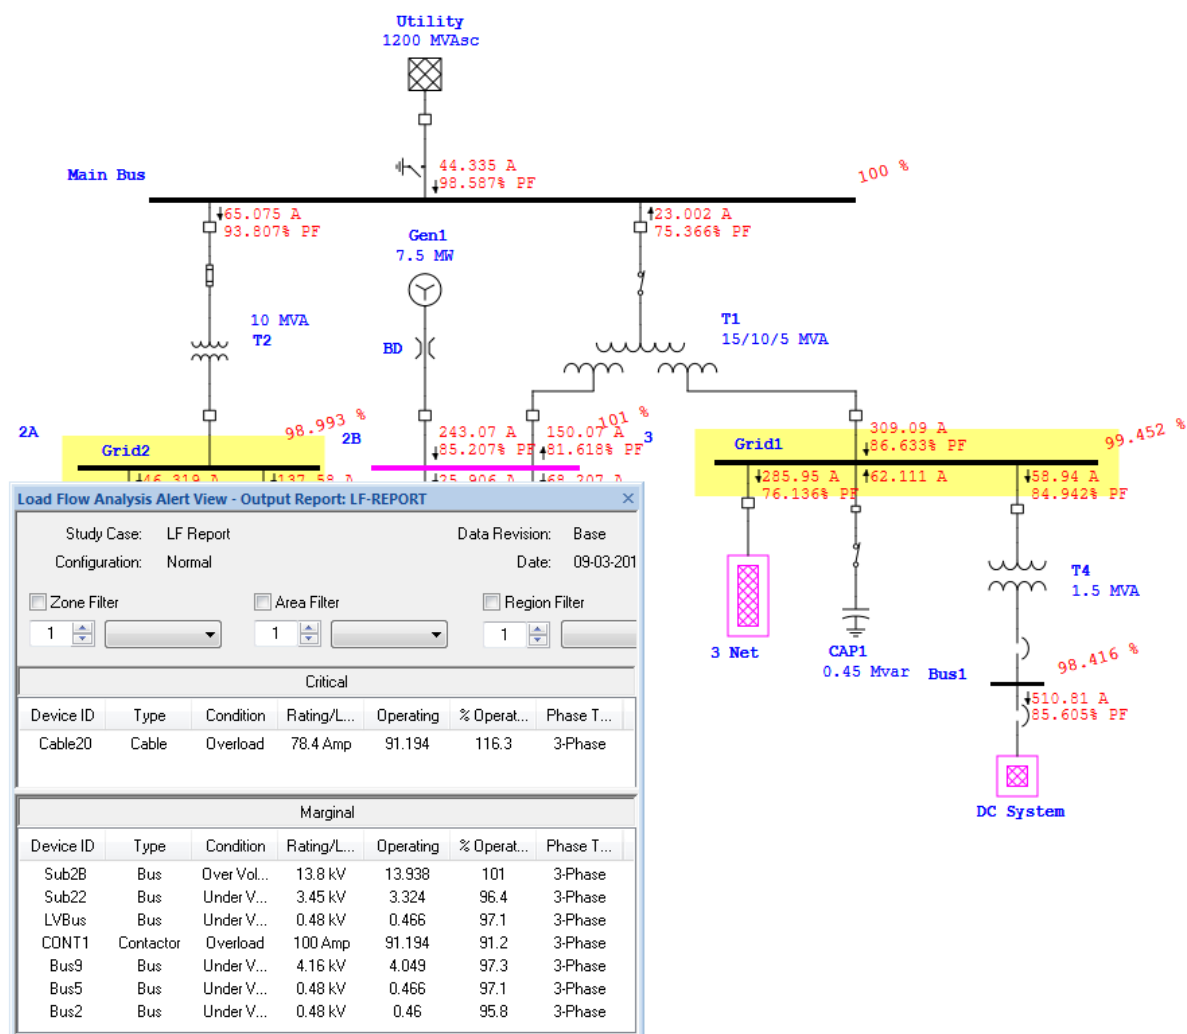 Utility
1200 MVAsc
44.335 A
98.587% PF
Main Bus
100 %
65.075 A
93.807% PF
23.002 A
75.366% PF
Gen1
7.5 MW
10 MVA
T2
BD
T1
15/10/5 MVA
2A
98.993 %
2B
101 %
3
243.07 A
85.207% PF
150.07 A
81.618% PF
309.09 A
86.633% PF
99.452 %
Grid2
Grid1
46.319 A
137.58
25.906 A
68.207
285.95 A
76.136% PF
62.111 A
58.94 A
84.942% PF
T4
1.5 MVA
3 Net
CAP1
0.45 Mvar
Bus1
98.416 %
510.81 A
85.605% PF
DC System
Load Flow Analysis Alert View - Output Report: LF-REPORT
Study Case: LF Report Data Revision: Base
Configuration: Normal Date: 09-03-201
Zone Filter Area Filter Region Filter
1 1 1
Critical
Device ID Type Condition Rating/L... Operating % Operat... Phase T...
Cable20 Cable Overload 78.4 Amp 91.194 116.3 3-Phase
Marginal
Device ID Type Condition Rating/L... Operating % Operat... Phase T...
Sub2B Bus Over Vol... 13.8 kV 13.938 101 3-Phase
Sub22 Bus Under V... 3.45 kV 3.324 96.4 3-Phase
LVBus Bus Under V... 0.48 kV 0.466 97.1 3-Phase
CONT1 Contactor Overload 100 Amp 91.194 91.2 3-Phase
Bus9 Bus Under V... 4.16 kV 4.049 97.3 3-Phase
Bus5 Bus Under V... 0.48 kV 0.466 97.1 3-Phase
Bus2 Bus Under V... 0.48 kV 0.46 95.8 3-Phase